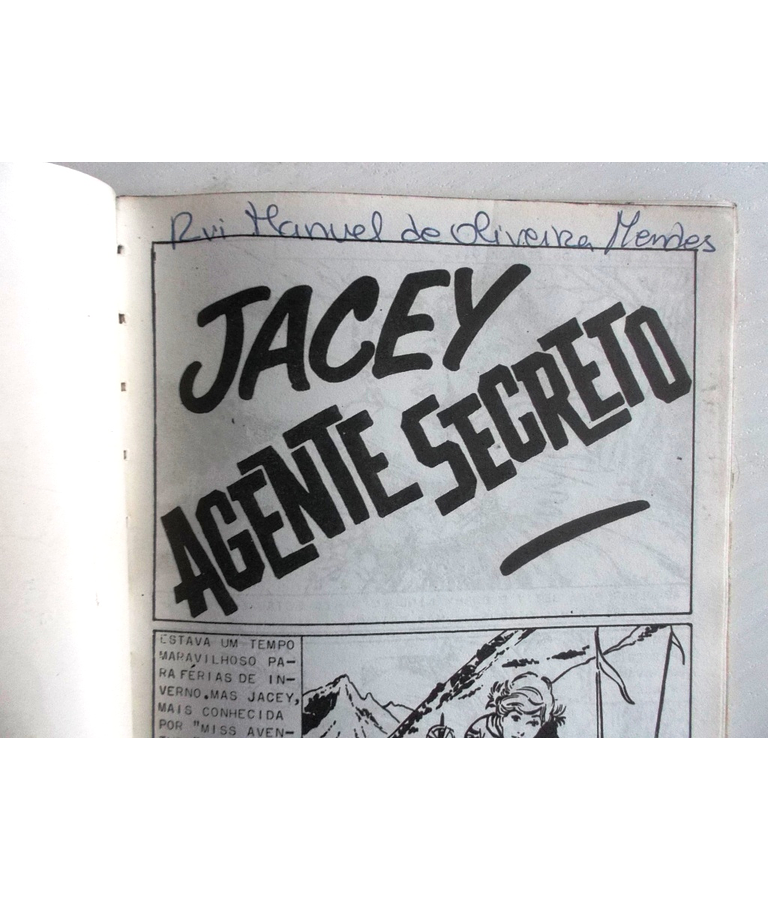 Rui Manuel de Oliveira Mendes
JACEY
AGENTE SECRETO
ESTAVA UM TEMPO
MARAVILHOSO PA-
RA FÉRIAS DE IN-
VERNO.MAS JACEY,
MAIS CONHECIDA
POR "MISS AVEN-